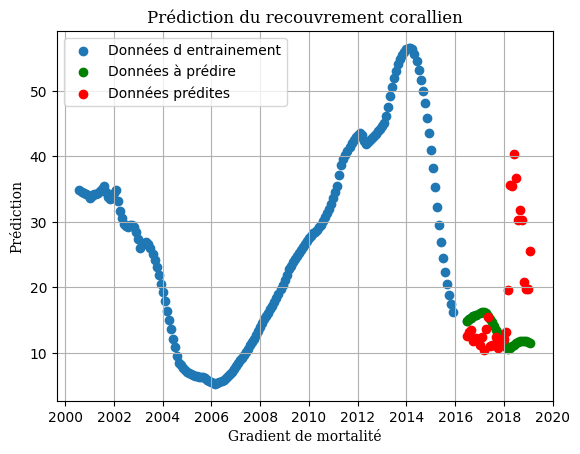 Prédiction du recouvrement corallien
Données d entrainement
Données à prédire
Données prédites
Prédiction
50
40
30
20
10
2000 2002 2004 2006 2008 2010 2012 2014 2016 2018 2020
Gradient de mortalité